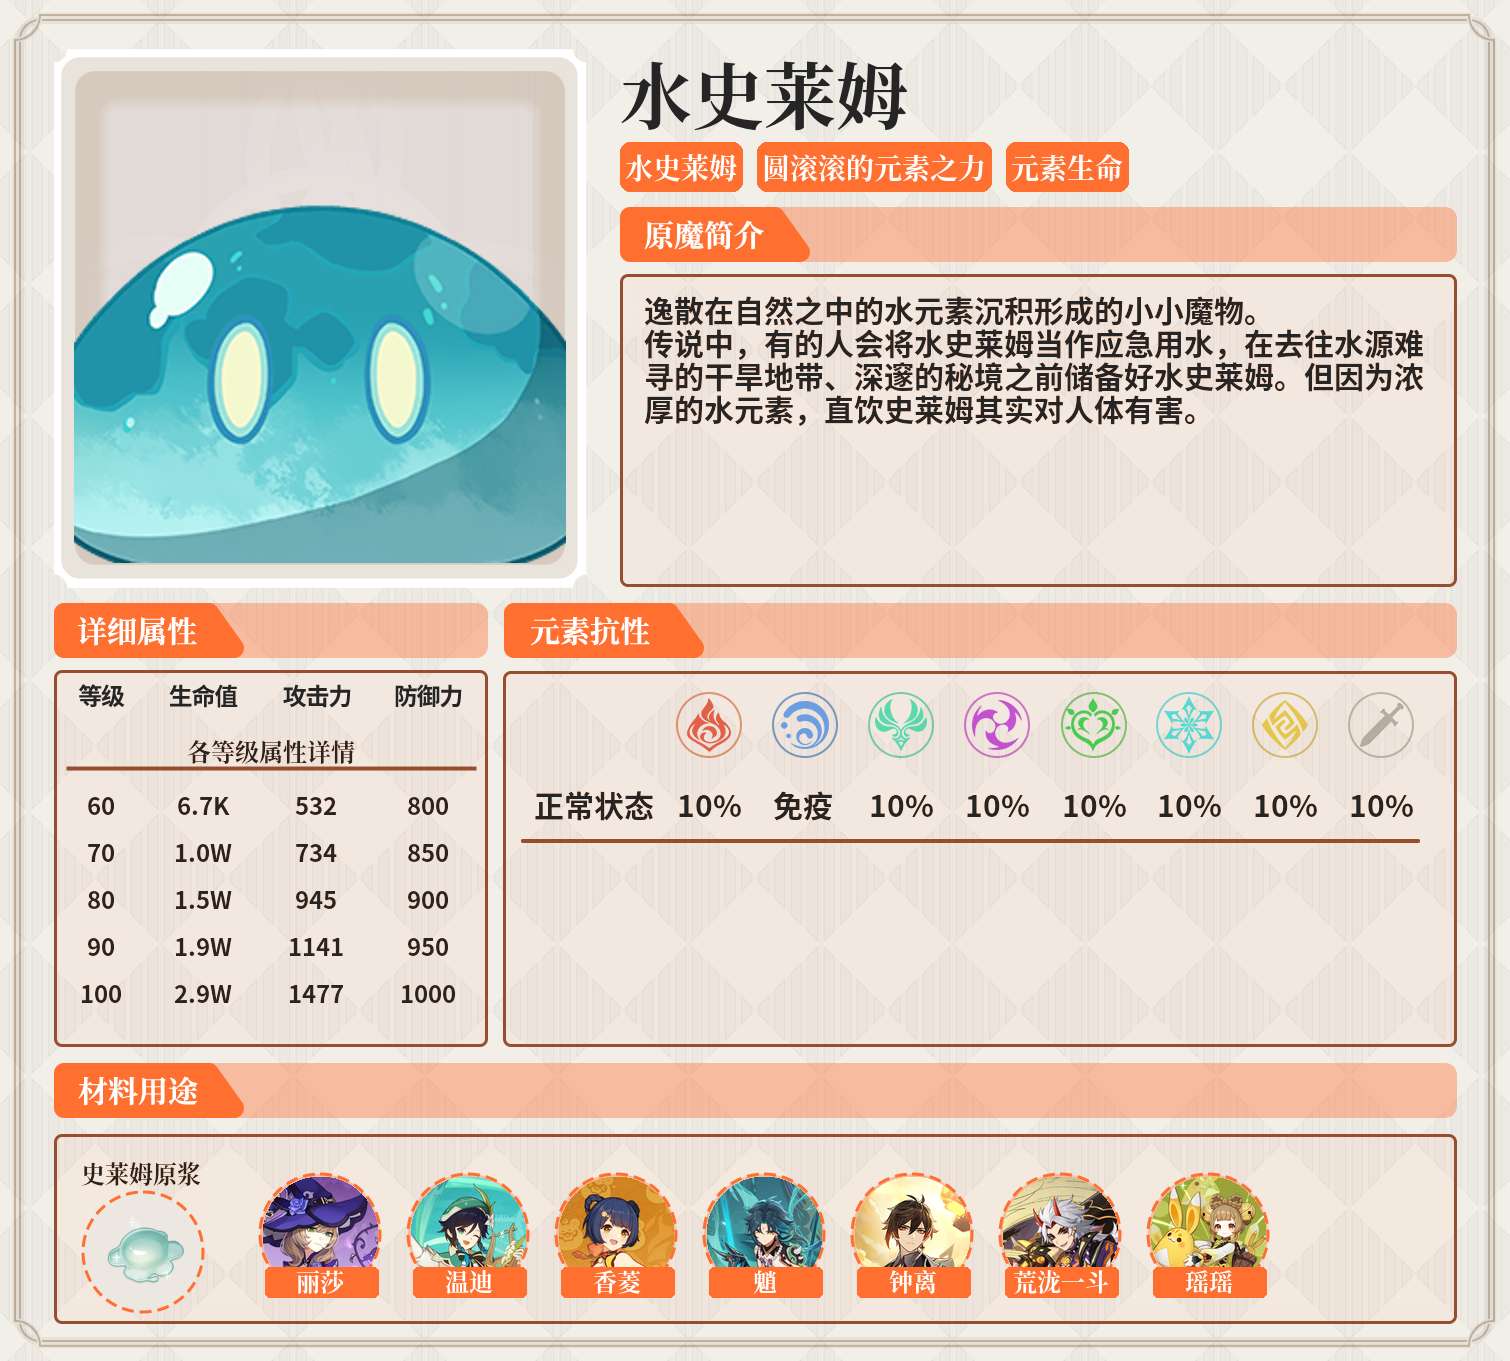 水史莱姆
水史莱姆 圆滚滚的元素之力 元素生命
原魔简介
逸散在自然之中的水元素沉积形成的小小魔物。
传说中，有的人会将水史莱姆当作应急用水，在去往水源难
寻的干旱地带、深邃的秘境之前储备好水史莱姆。但因为浓
厚的水元素，直饮史莱姆其实对人体有害。
详细属性
等级 生命值 攻击力 防御力
各等级属性详情
60 6.7K 532 800
70 1.0W 734 850
80 1.5W 945 900
90 1.9W 1141 950
100 2.9W 1477 1000
元素抗性
正常状态 10% 免疫 10% 10% 10% 10% 10% 10%
材料用途
史莱姆原浆
丽莎 温迪 香菱 魈 钟离 荒泷一斗 瑶瑶